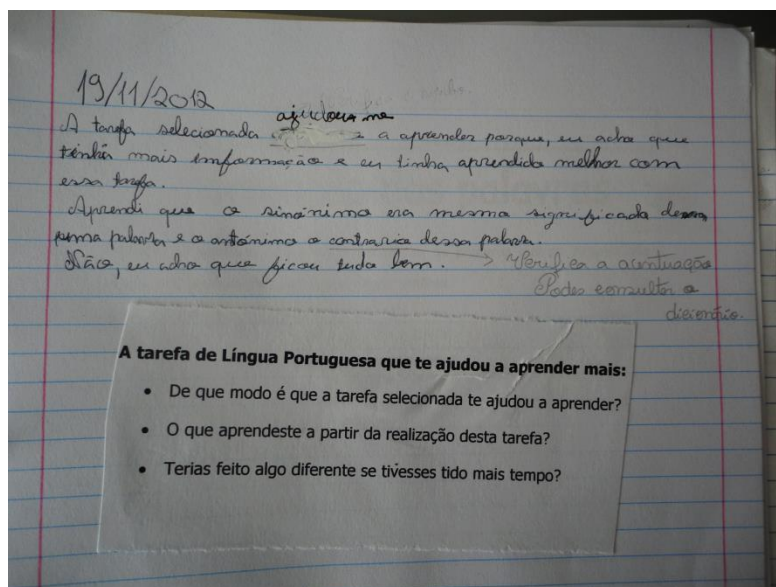 19/11/2012
ajudou me
A tarefa selecionada a aprender porque, eu acho que
tinha mais informação e eu tinha aprendido melhor com
essa tarefa.
Aprendi que o sinónimo era mesmo significado
numa palavra e o antónimo o contrario dessa palavra.
Não, eu acho que ficou tudo bem. → Verifica a acentuação
Podes consultar o
dicionário.
A tarefa de Língua Portuguesa que te ajudou a aprender mais:
• De que modo é que a tarefa selecionada te ajudou a aprender?
• O que aprendeste a partir da realização desta tarefa?
• Terias feito algo diferente se tivesses tido mais tempo?